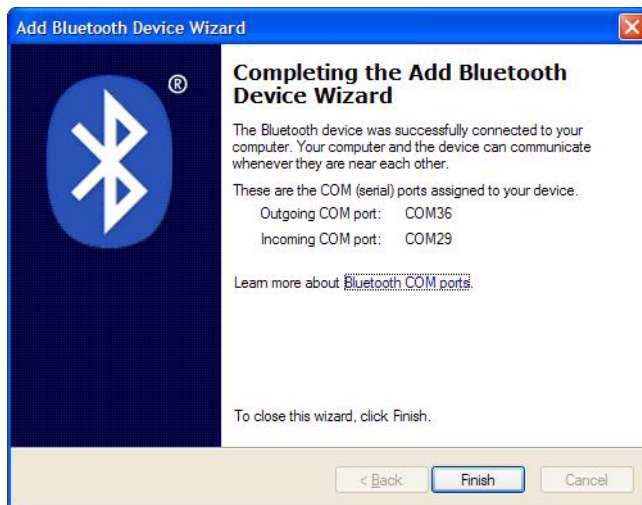 Add Bluetooth Device Wizard
®
Completing the Add Bluetooth
Device Wizard
The Bluetooth device was successfully connected to your
computer. Your computer and the device can communicate
whenever they are near each other.
These are the COM (serial) ports assigned to your device.
Outgoing COM port: COM36
Incoming COM port: COM29
Learn more about Bluetooth COM ports.
To close this wizard, click Finish.
< Back Finish Cancel